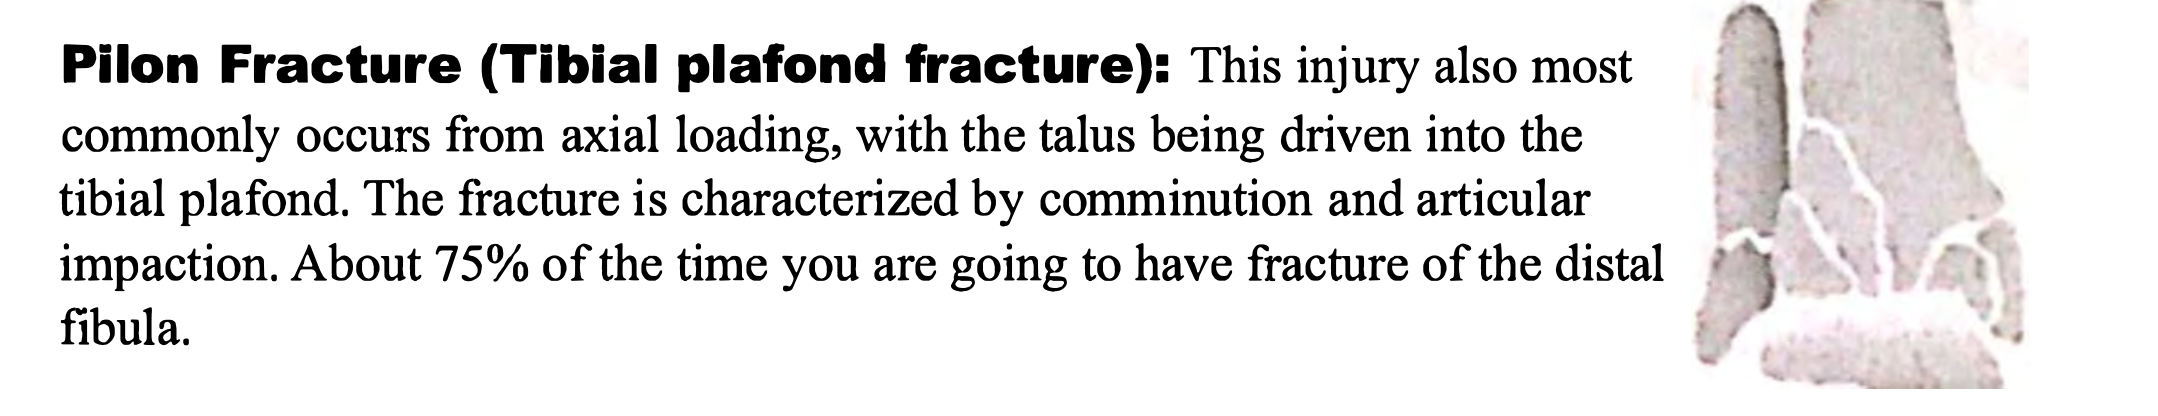 Pilon Fracture (Tibial plafond fracture): This injury also most
commonly occurs from axial loading, with the talus being driven into the
tibial plafond. The fracture is characterized by comminution and articular
impaction. About 75% of the time you are going to have fracture of the distal
fibula.